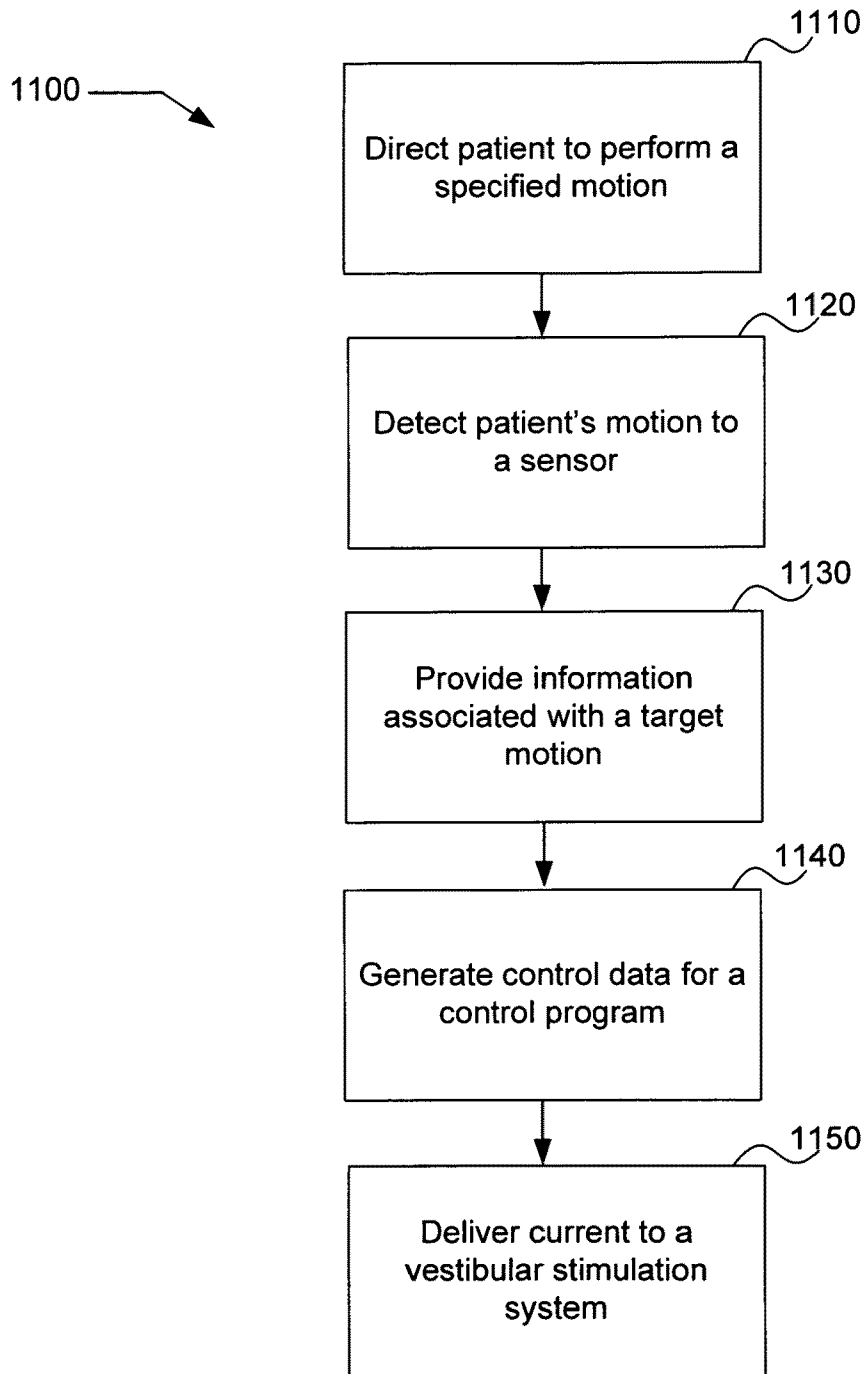 1110
1100
Direct patient to perform a
specified motion
1120
Detect patient's motion to
a sensor
1130
Provide information
associated with a target
motion
1140
Generate control data for a
control program
1150
Deliver current to a
vestibular stimulation
system